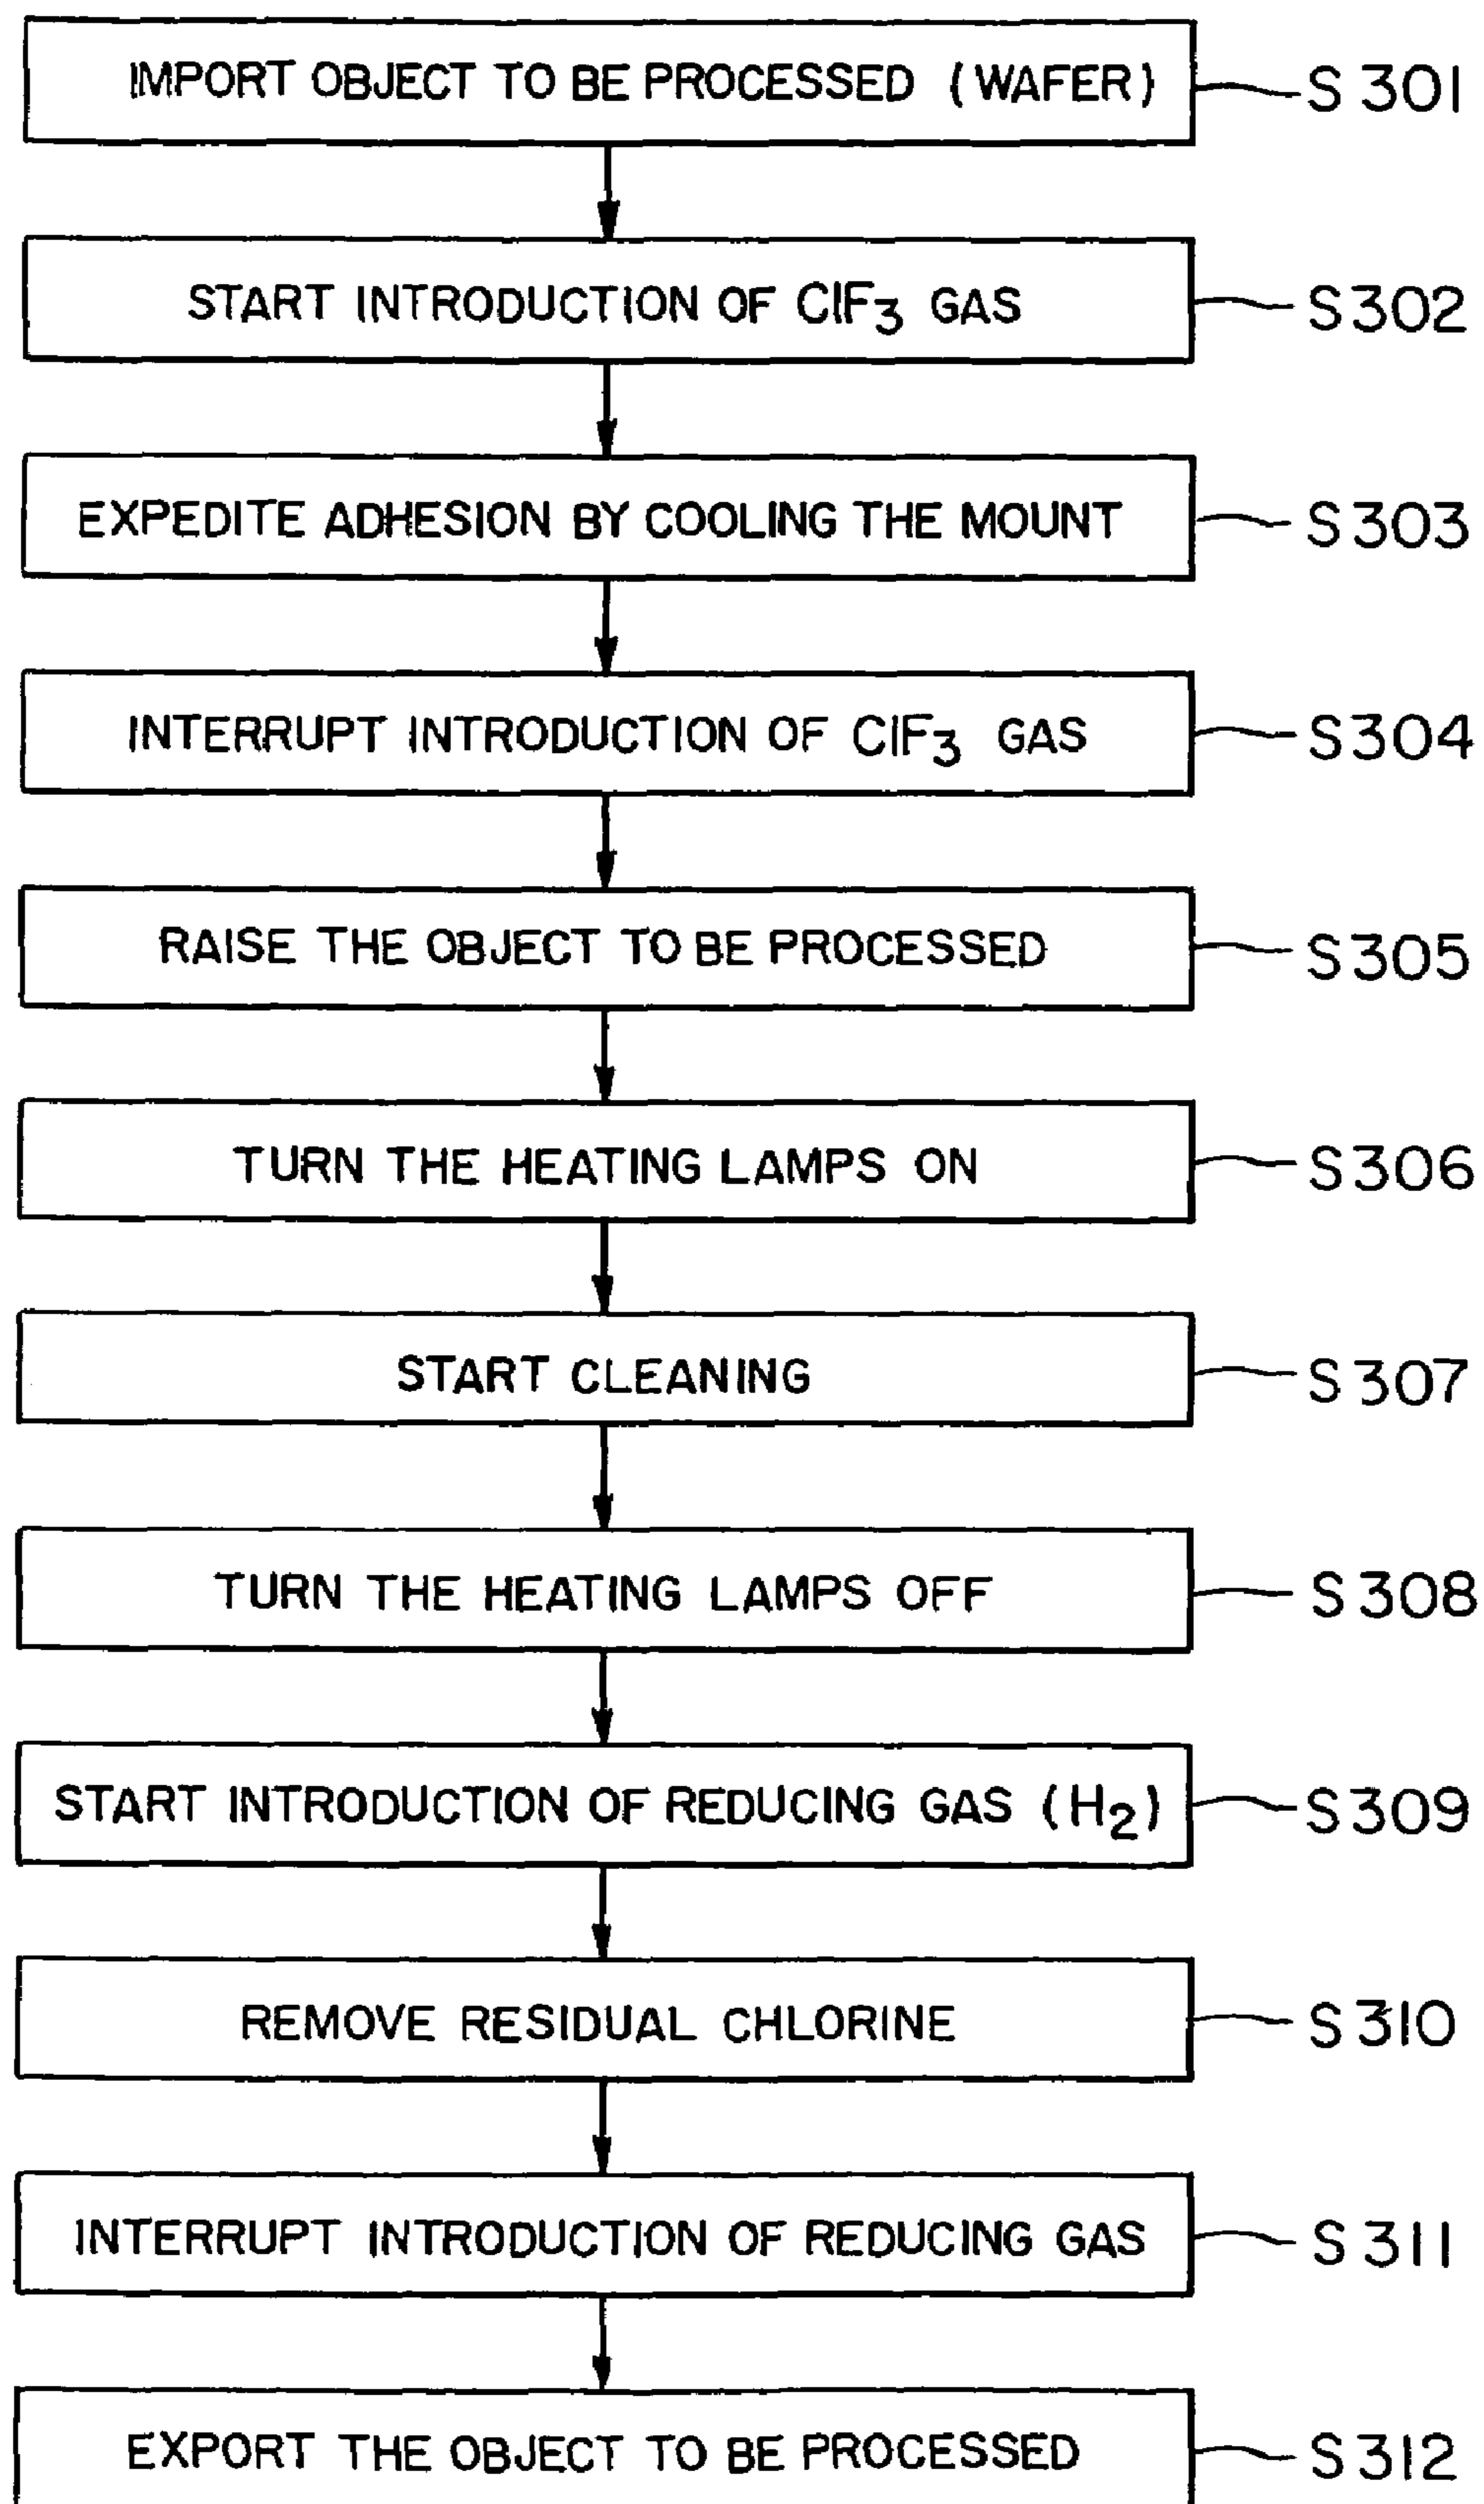 IMPORT OBJECT TO BE PROCESSED (WAFER) S301
START INTRODUCTION OF ClF3 GAS S302
EXPEDITE ADHESION BY COOLING THE MOUNT S303
INTERRUPT INTRODUCTION OF ClF3 GAS S304
RAISE THE OBJECT TO BE PROCESSED S305
TURN THE HEATING LAMPS ON S306
START CLEANING S307
TURN THE HEATING LAMPS OFF S308
START INTRODUCTION OF REDUCING GAS (H2) S309
REMOVE RESIDUAL CHLORINE S310
INTERRUPT INTRODUCTION OF REDUCING GAS S311
EXPORT THE OBJECT TO BE PROCESSED S312